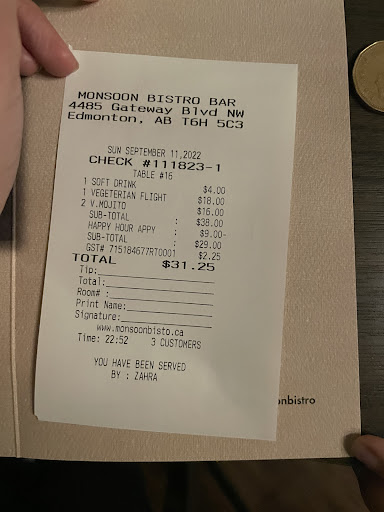 MONSOON BISTRO BAR
4485 Gateway Blvd NW
Edmonton, AB T6H 5C3
SUN SEPTEMBER 11,2022
CHECK #111823-1
TABLE #16
1 SOFT DRINK $4.00
1 VEGETERIAN FLIGHT $18.00
2 V.MOJITO $16.00
SUB-TOTAL : $38.00
HAPPY HOUR APPY : $9.00-
SUB-TOTAL : $29.00
GST# 715184677RT0001 $2.25
TOTAL $31.25
Tip:
Total:
Room# :
Print Name:
Signature:
www.monsoonbisto.ca
Time: 22:52 3 CUSTOMERS
YOU HAVE BEEN SERVED
BY : ZAHRA
onbistro